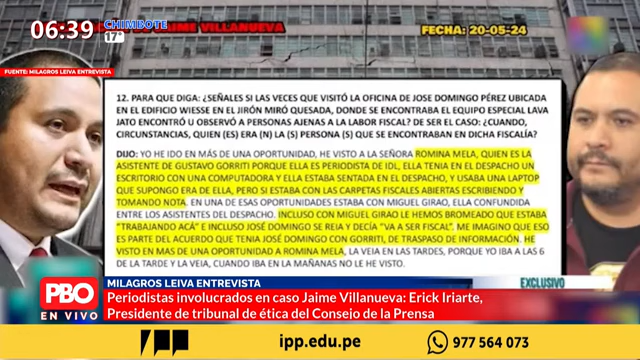 06:39
CHIMBOTE
17°
JAIME VILLANUEVA
FECHA: 20-05-24
FUENTE: MILAGROS LEIVA ENTREVISTA
12. PARA QUE DIGA: ¿SEÑALES SI LAS VECES QUE VISITÓ LA OFICINA DE JOSE DOMINGO PÉREZ UBICADA
EN EL EDIFICIO WIESSE EN EL JIRÓN MIRÓ QUESADA, DONDE SE ENCONTRABA EL EQUIPO ESPECIAL LAVA
JATO ENCONTRÓ U OBSERVÓ A PERSONAS AJENAS A LA LABOR FISCAL? DE SER EL CASO: ¿CUANDO,
CIRCUNSTANCIAS, QUIEN (ES) ERA (N) LA (S) PERSONA (S) QUE SE ENCONTRABAN EN DICHA FISCALÍA?
DIJO: YO HE IDO EN MÁS DE UNA OPORTUNIDAD, HE VISTO A LA SEÑORA ROMINA MELA, QUIEN ES LA
ASISTENTE DE GUSTAVO GORRITI PORQUE ELLA ES PERIODISTA DE IDL, ELLA TENIA EN EL DESPACHO UN
ESCRITORIO CON UNA COMPUTADORA Y ELLA ESTABA SENTADA EN EL DESPACHO, Y USABA UNA LAPTOP
QUE SUPONGO ERA DE ELLA, PERO SI ESTABA CON LAS CARPETAS FISCALES ABIERTAS ESCRIBIENDO Y
TOMANDO NOTA. EN UNA DE ESAS OPORTUNIDADES ESTABA MIGUEL GIRAO, ELLA CONFUNDIDA
ENTRE LOS ASISTENTES DEL DESPACHO. INCLUSO CON MIGUEL GIRAO LE HEMOS BROMEADO QUE ESTABA
"TRABAJANDO ACÁ" E INCLUSO JOSÉ DOMINGO SE REIA Y DECÍA "VA A SER FISCAL". ME IMAGINO QUE ESO
ES PARTE DEL ACUERDO QUE TENIA JOSÉ DOMINGO CON GORRITI, DE TRASPASO DE INFORMACIÓN. HE
VISTO EN MAS DE UNA OPORTUNIDAD A ROMINA MELA, LA VEIA EN LAS TARDES, PORQUE YO IBA A LAS 6
DE LA TARDE Y LA VEIA, CUANDO IBA EN LA MAÑANAS NO LE HE VISTO.
EXCLUSIVO
PBO
EN VIVO
MILAGROS LEIVA ENTREVISTA
Periodistas involucrados en caso Jaime Villanueva: Erick Iriarte,
Presidente de tribunal de ética del Consejo de la Prensa
ipp.edu.pe
977 564 073